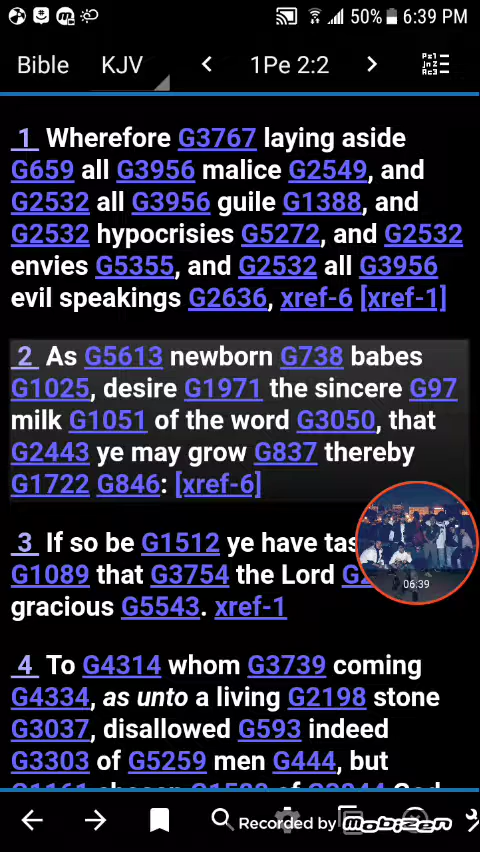 50% 6:39 PM
Bible KJV < 1Pe 2:2 >
1 Wherefore G3767 laying aside
G659 all G3956 malice G2549, and
G2532 all G3956 guile G1388, and
G2532 hypocrisies G5272, and G2532
envies G5355, and G2532 all G3956
evil speakings G2636, xref-6 [xref-1]
2 As G5613 newborn G738 babes
G1025, desire G1971 the sincere G97
milk G1051 of the word G3050, that
G2443 ye may grow G837 thereby
G1722 G846: [xref-6]
3 If so be G1512 ye have
G1089 that G3754 the Lord
gracious G5543. xref-1
06:39
4 To G4314 whom G3739 coming
G4334, as unto a living G2198 stone
G3037, disallowed G593 indeed
G3303 of G5259 men G444, but
Recorded by mobizen